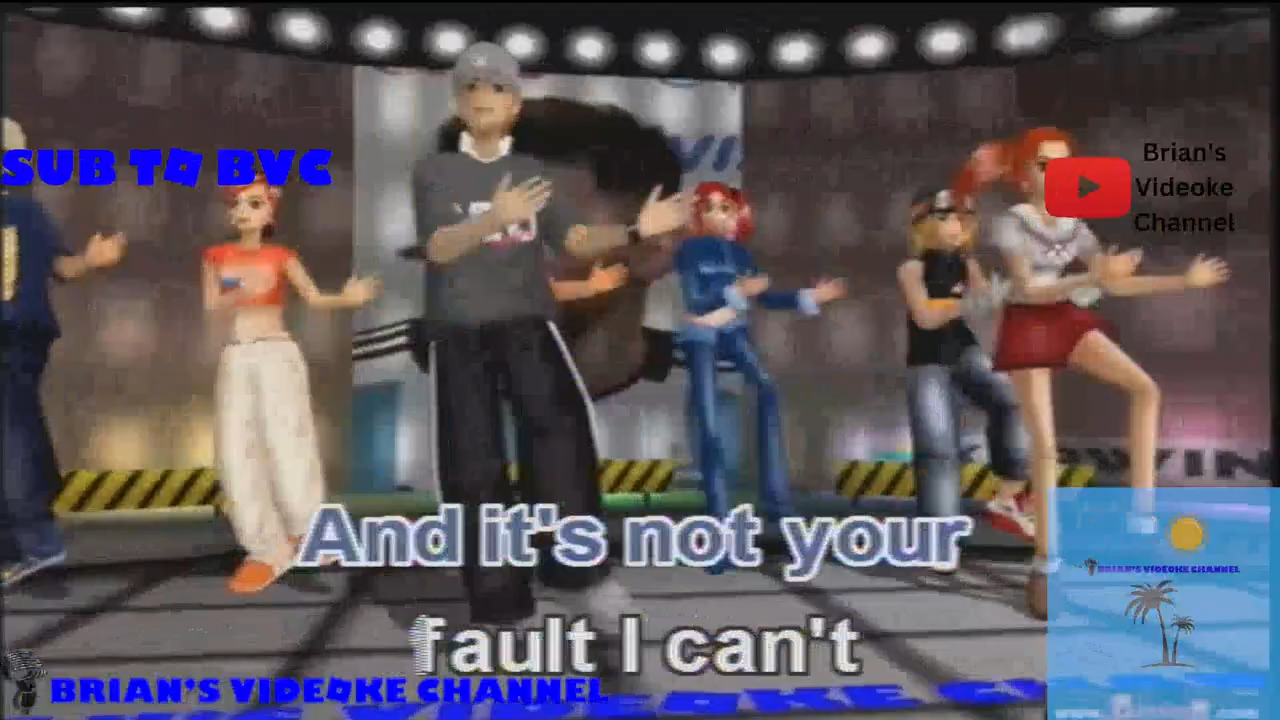 SUB TO BVC
Brian's
Videoke
Channel
And it's not your
fault I can't
BRIAN'S VIDEOKE CHANNEL
BRIAN'S VIDEOKE CHANNEL